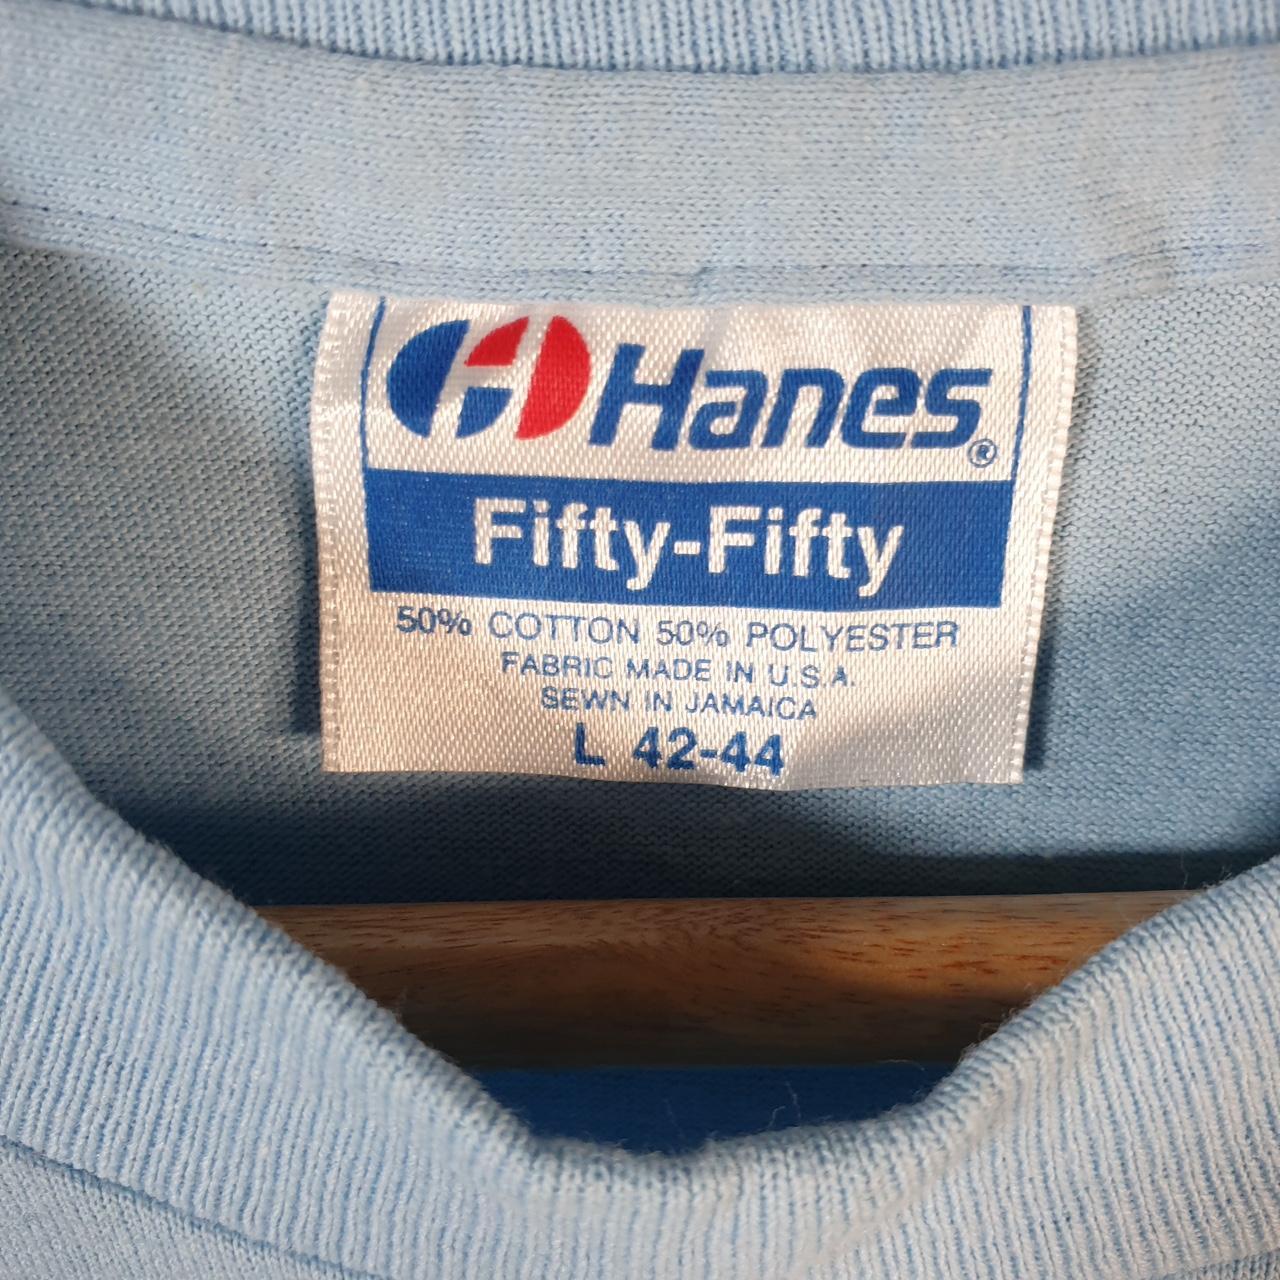 Hanes®
Fifty-Fifty
50% COTTON 50% POLYESTER
FABRIC MADE IN U.S.A.
SEWN IN JAMAICA
L 42-44